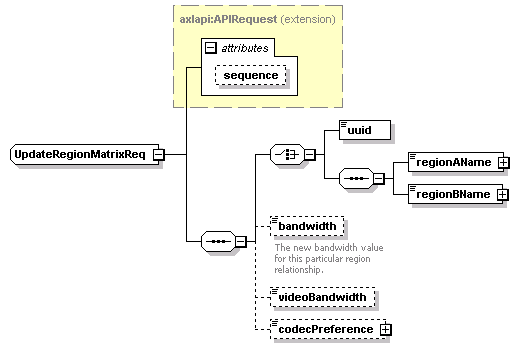 axlapi:APIRequest (extension)
attributes
sequence
UpdateRegionMatrixReq
uuid
regionAName
regionBName
bandwidth
The new bandwidth value
for this particular region
relationship.
videoBandwidth
codecPreference